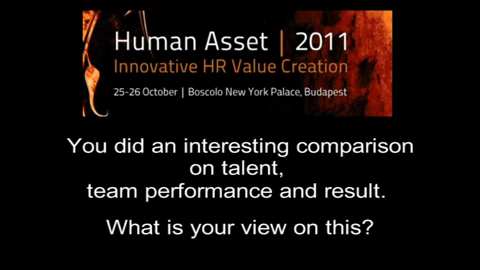 Human Asset | 2011
Innovative HR Value Creation
25-26 October | Boscolo New York Palace, Budapest
You did an interesting comparison
on talent,
team performance and result.
What is your view on this?